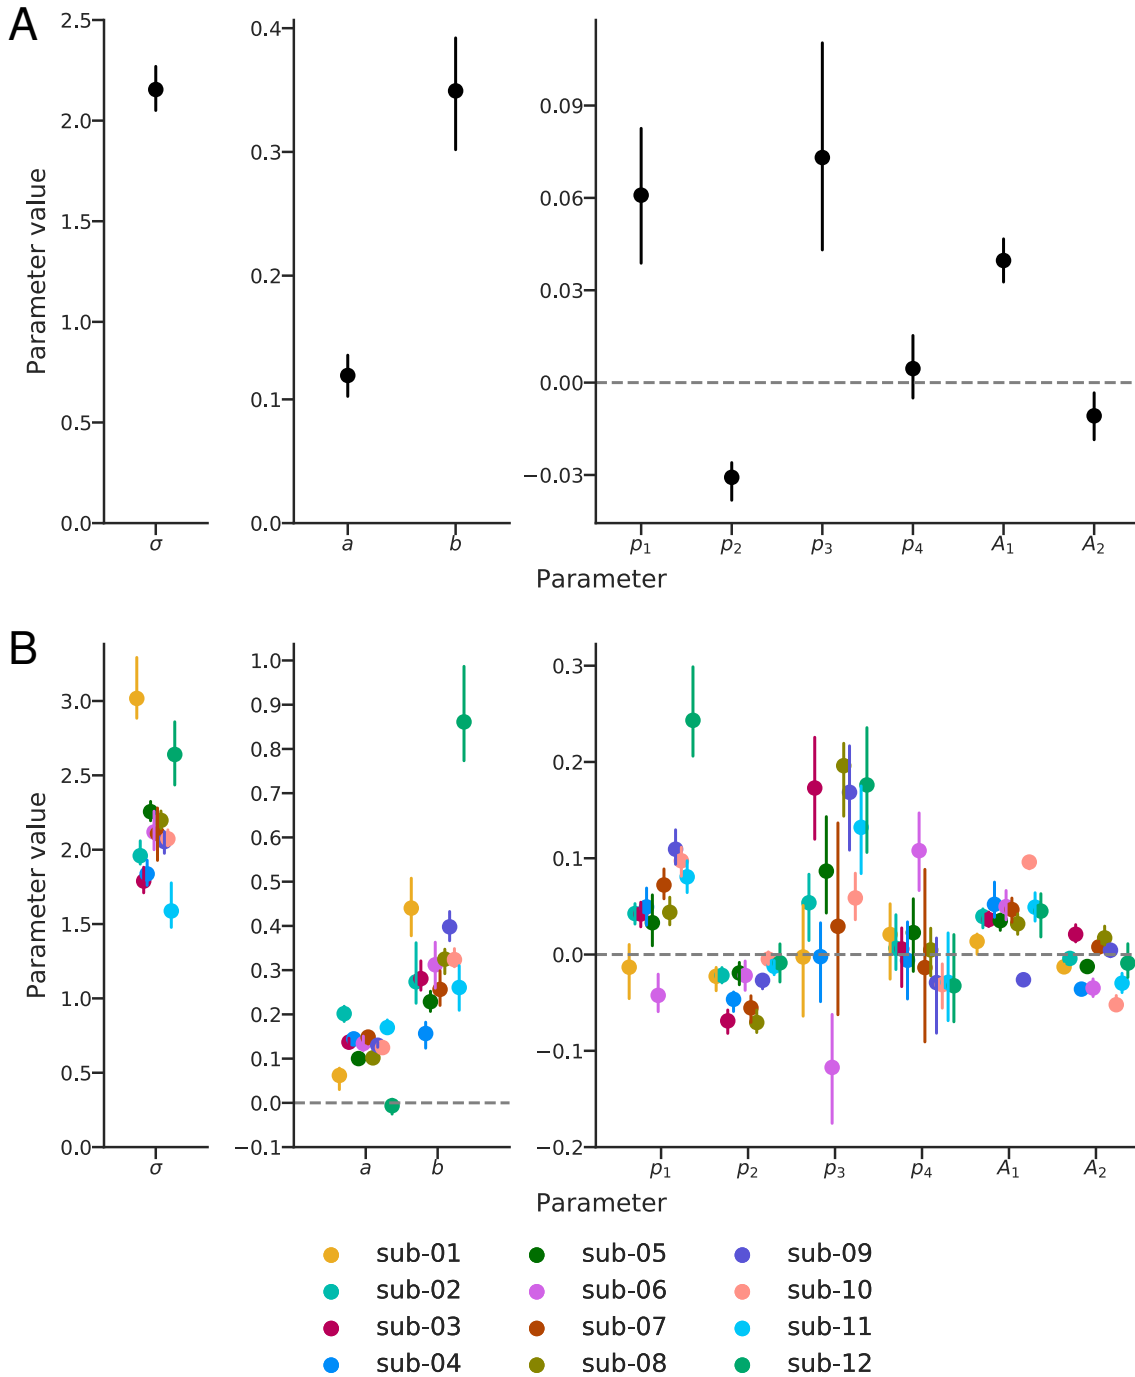 A
2.5
2.0
1.5
1.0
0.5
0.0
Parameter value
σ
0.4
0.3
0.2
0.1
0.0
a b
0.09
0.06
0.03
0.00
−0.03
p1 p2 p3 p4 A1 A2
Parameter
B
3.0
2.5
2.0
1.5
1.0
0.5
0.0
Parameter value
σ
1.0
0.9
0.8
0.7
0.6
0.5
0.4
0.3
0.2
0.1
0.0
−0.1
a b
0.3
0.2
0.1
0.0
−0.1
−0.2
p1 p2 p3 p4 A1 A2
Parameter
sub-01 sub-05 sub-09
sub-02 sub-06 sub-10
sub-03 sub-07 sub-11
sub-04 sub-08 sub-12